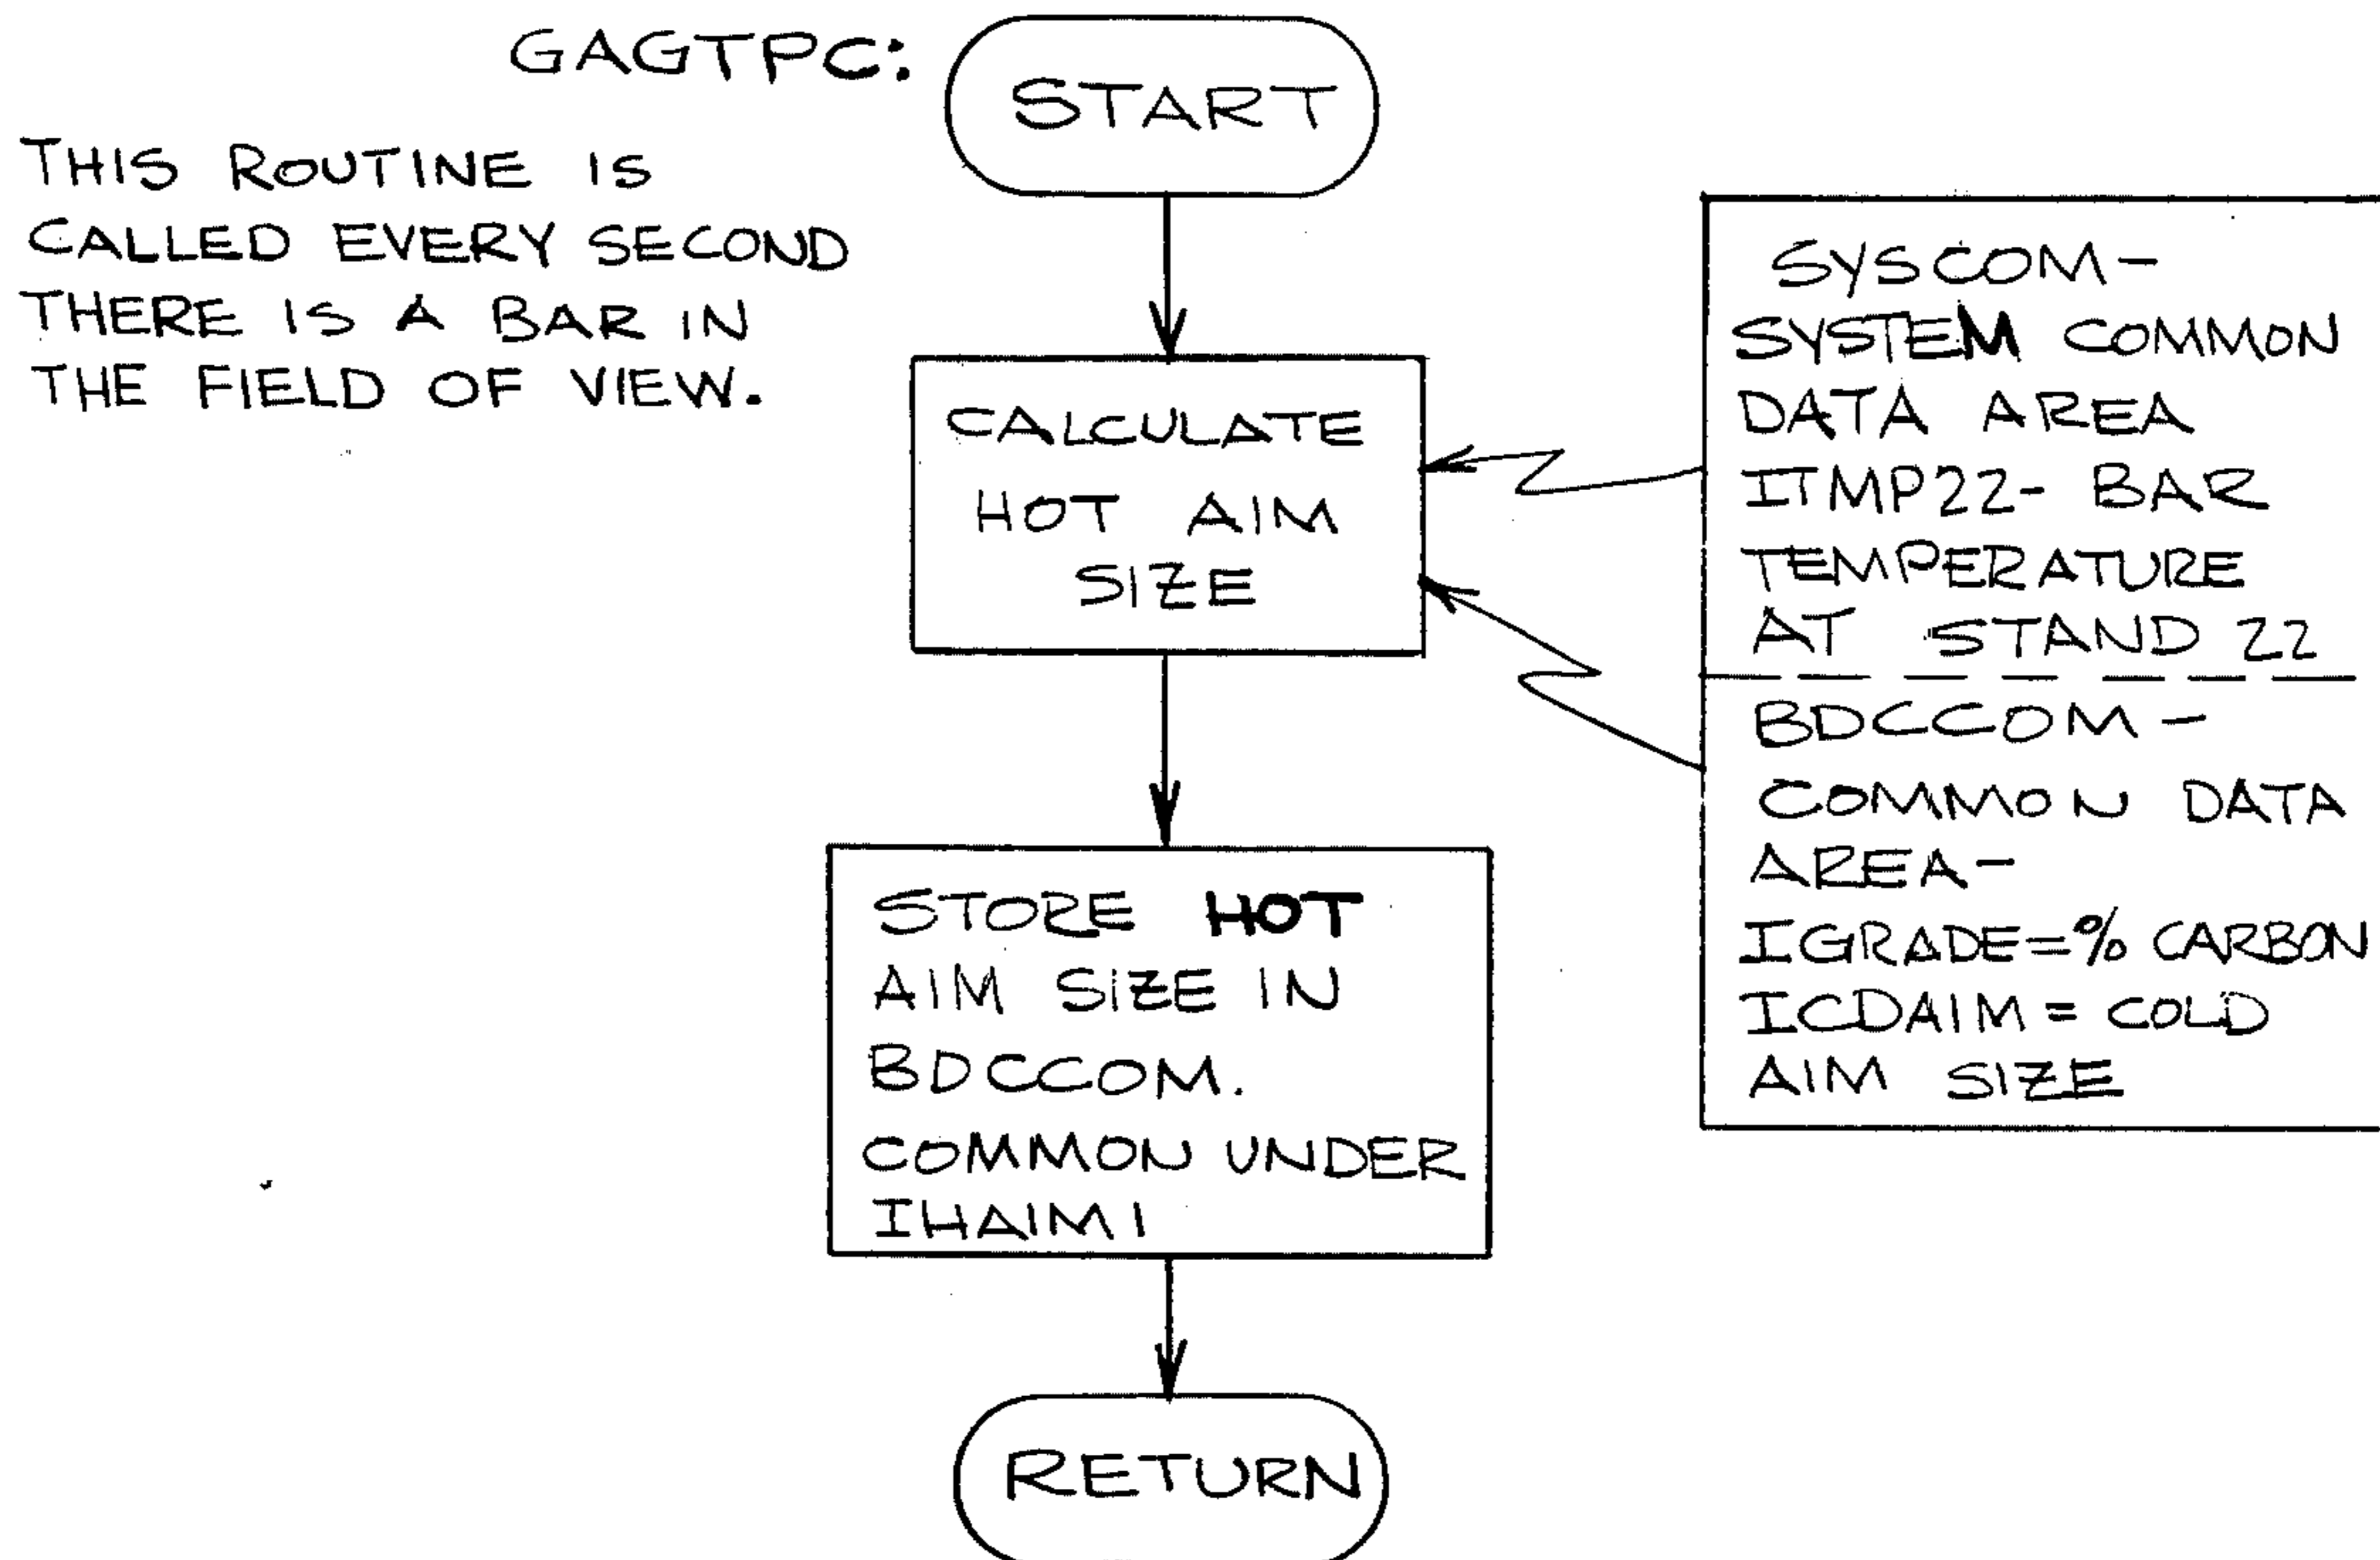 GAGTPC:
START
THIS ROUTINE IS
CALLED EVERY SECOND
THERE IS A BAR IN
THE FIELD OF VIEW.
CALCULATE
HOT AIM
SIZE
SYSCOM-
SYSTEM COMMON
DATA AREA
ITMP22- BAR
TEMPERATURE
AT STAND 22
BDCCOM-
COMMON DATA
AREA-
IGRADE=% CARBON
ICDAIM= COLD
AIM SIZE
STORE HOT
AIM SIZE IN
BDCCOM.
COMMON UNDER
IHAIM1
RETURN